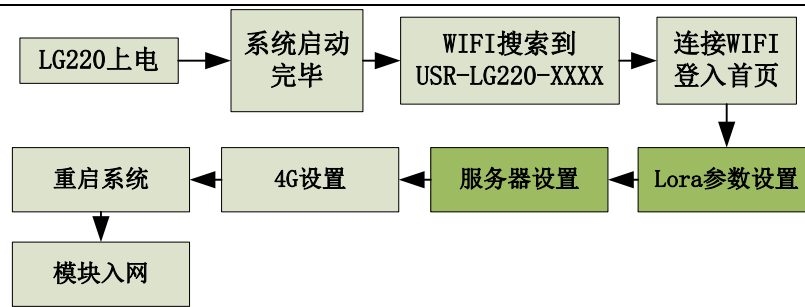 LG220上电
系统启动
完毕
WIFI搜索到
USR-LG220-XXXX
连接WIFI
登入首页
Lora参数设置
服务器设置
4G设置
重启系统
模块入网